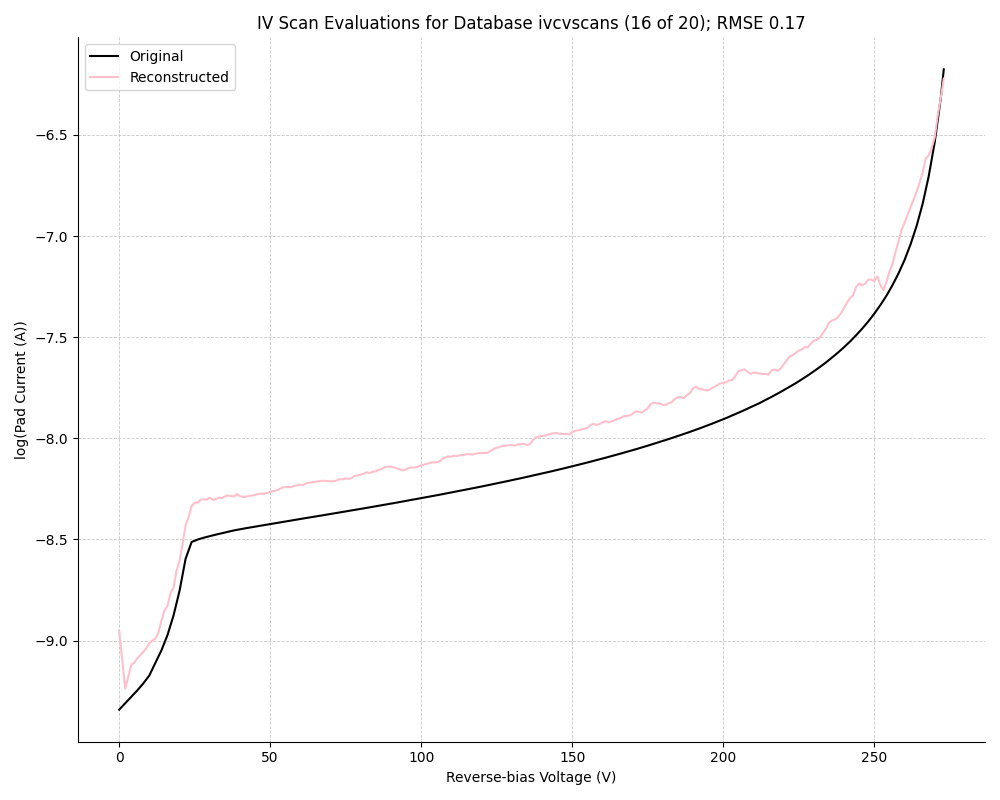 IV Scan Evaluations for Database ivcvscans (16 of 20); RMSE 0.17
Original
Reconstructed
log(Pad Current (A))
−6.5
−7.0
−7.5
−8.0
−8.5
−9.0
0 50 100 150 200 250
Reverse-bias Voltage (V)